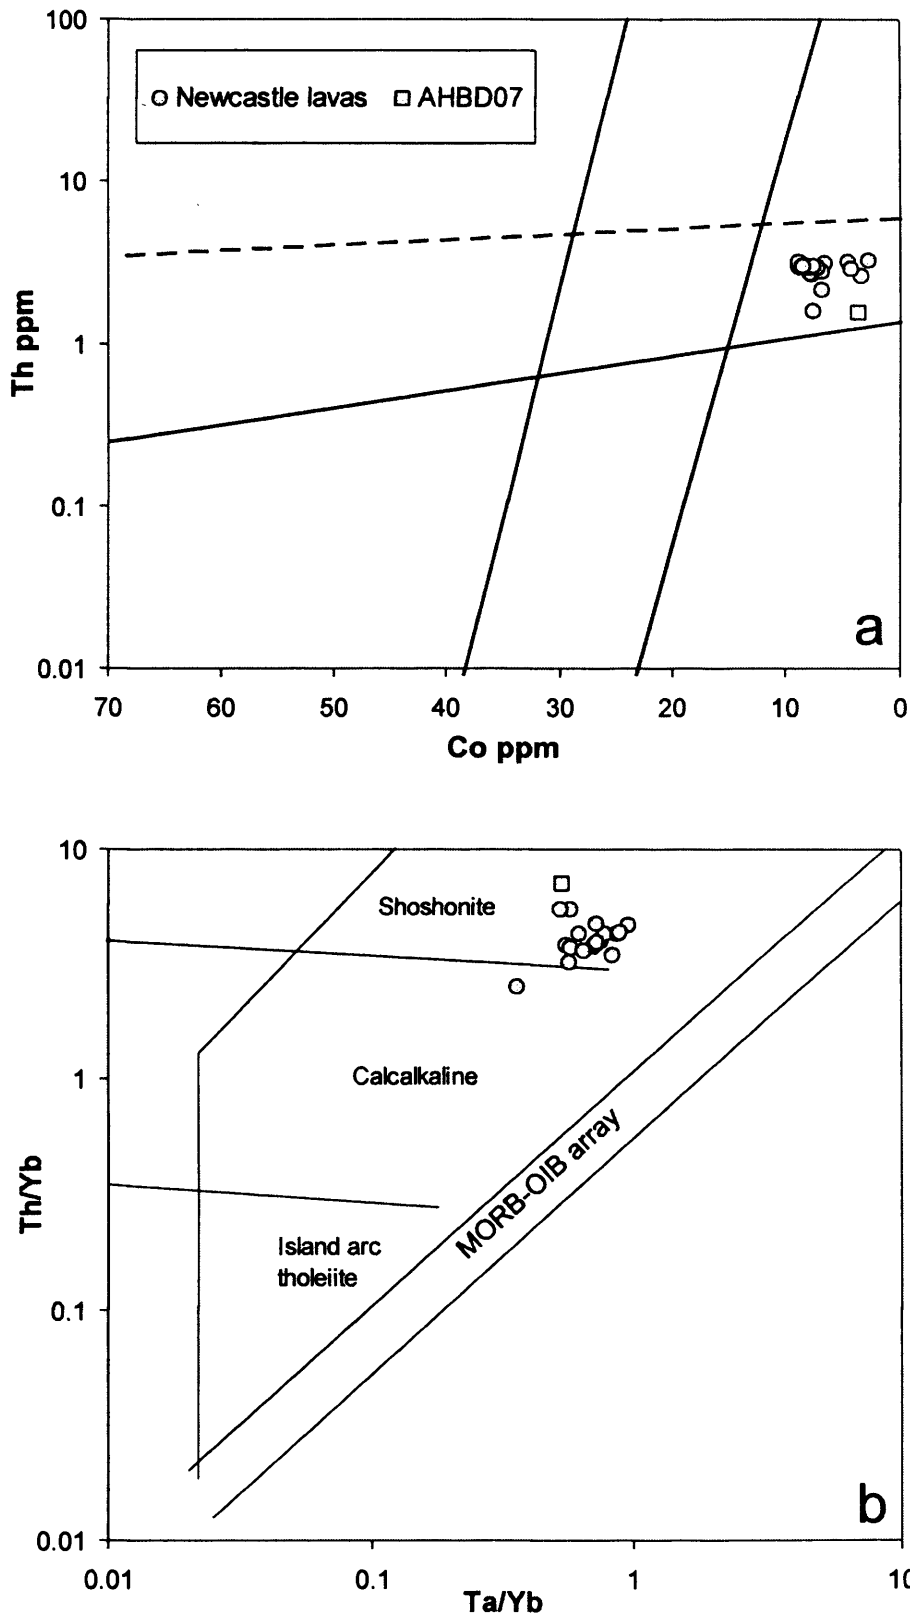 100
Newcastle lavas AHBD07
10
Th ppm
1
0.1
a
0.01
70 60 50 40 30 20 10 0
Co ppm
10
Shoshonite
Calcalkaline
1
MORB-OIB array
Th/Yb
Island arc
tholeiite
0.1
b
0.01
0.01 0.1 1 10
Ta/Yb